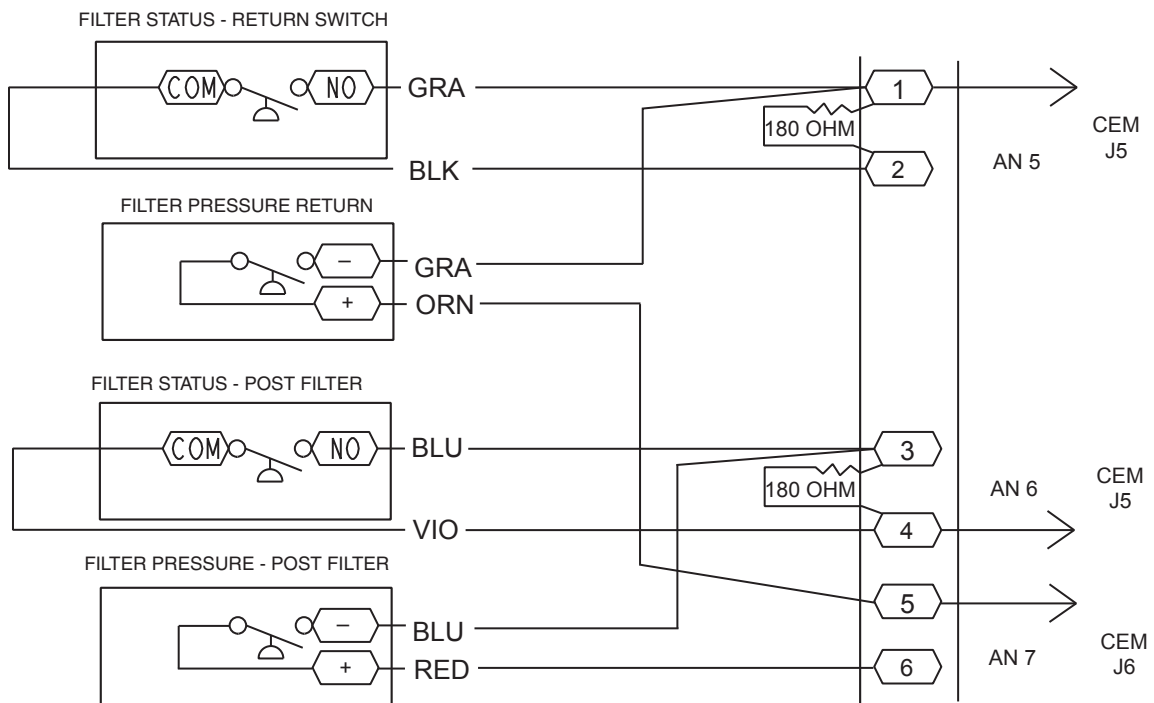 FILTER STATUS - RETURN SWITCH
COM
NO
GRA
1
180 OHM
CEM
J5
BLK
2
AN 5
FILTER PRESSURE RETURN
–
GRA
+
ORN
FILTER STATUS - POST FILTER
COM
NO
BLU
3
180 OHM
AN 6
CEM
J5
VIO
4
FILTER PRESSURE - POST FILTER
5
–
BLU
+
RED
6
AN 7
CEM
J6